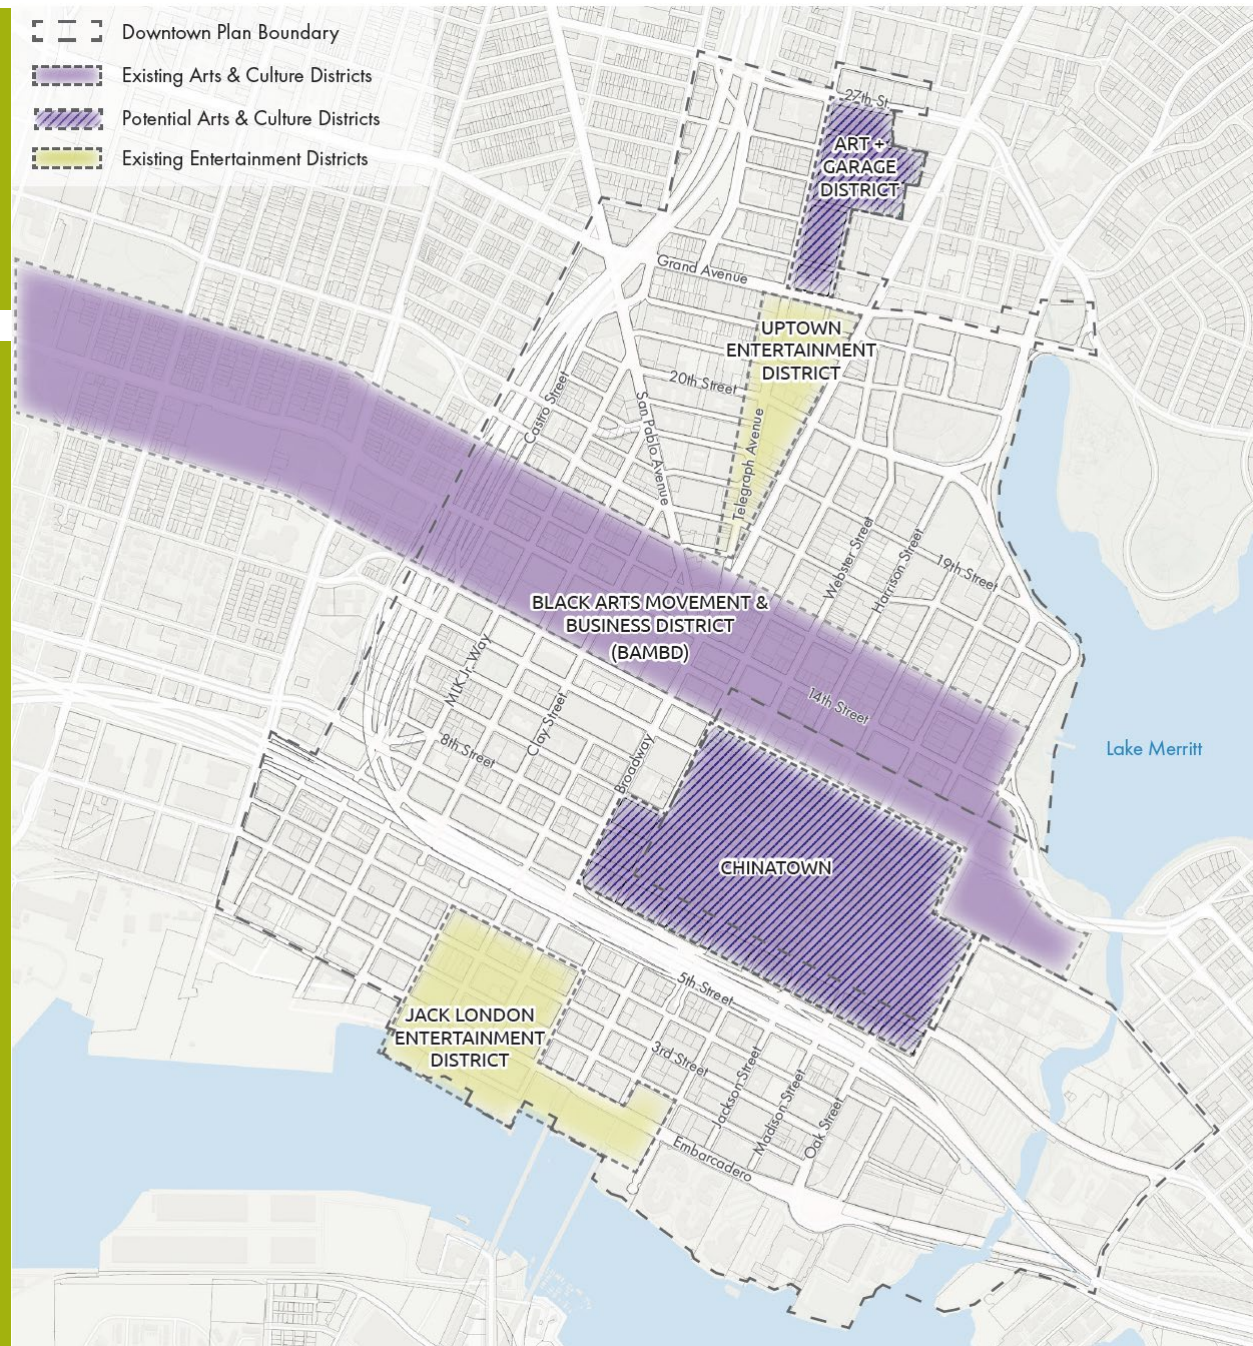 Downtown Plan Boundary
Existing Arts & Culture Districts
Potential Arts & Culture Districts
Existing Entertainment Districts
27th St
ART +
GARAGE
DISTRICT
Grand Avenue
UPTOWN
ENTERTAINMENT
DISTRICT
20th Street
Castro Street
San Pablo Avenue
Telegraph Avenue
Webster Street
Harrison Street
19th Street
BLACK ARTS MOVEMENT &
BUSINESS DISTRICT
(BAMBD)
MLK Jr. Way
Clay Street
14th Street
8th Street
Broadway
Lake Merritt
CHINATOWN
5th Street
JACK LONDON
ENTERTAINMENT
DISTRICT
3rd Street
Jackson Street
Madison Street
Oak Street
Embarcadero